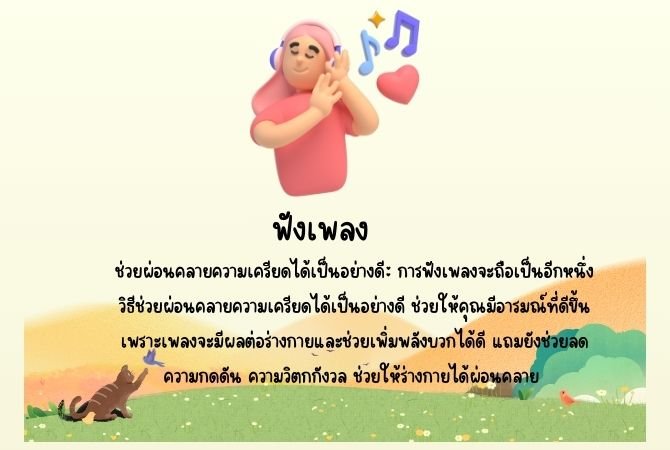 ฟังเพลง
ช่วยผ่อนคลายความเครียดได้เป็นอย่างดี: การฟังเพลงจะถือเป็นอีกหนึ่ง
วิธีช่วยผ่อนคลายความเครียดได้เป็นอย่างดี ช่วยให้คุณมีอารมณ์ที่ดีขึ้น
เพราะเพลงจะมีผลต่อร่างกายและช่วยเพิ่มพลังบวกได้ดี แถมยังช่วยลด
ความกดดัน ความวิตกกังวล ช่วยให้ร่างกายได้ผ่อนคลาย